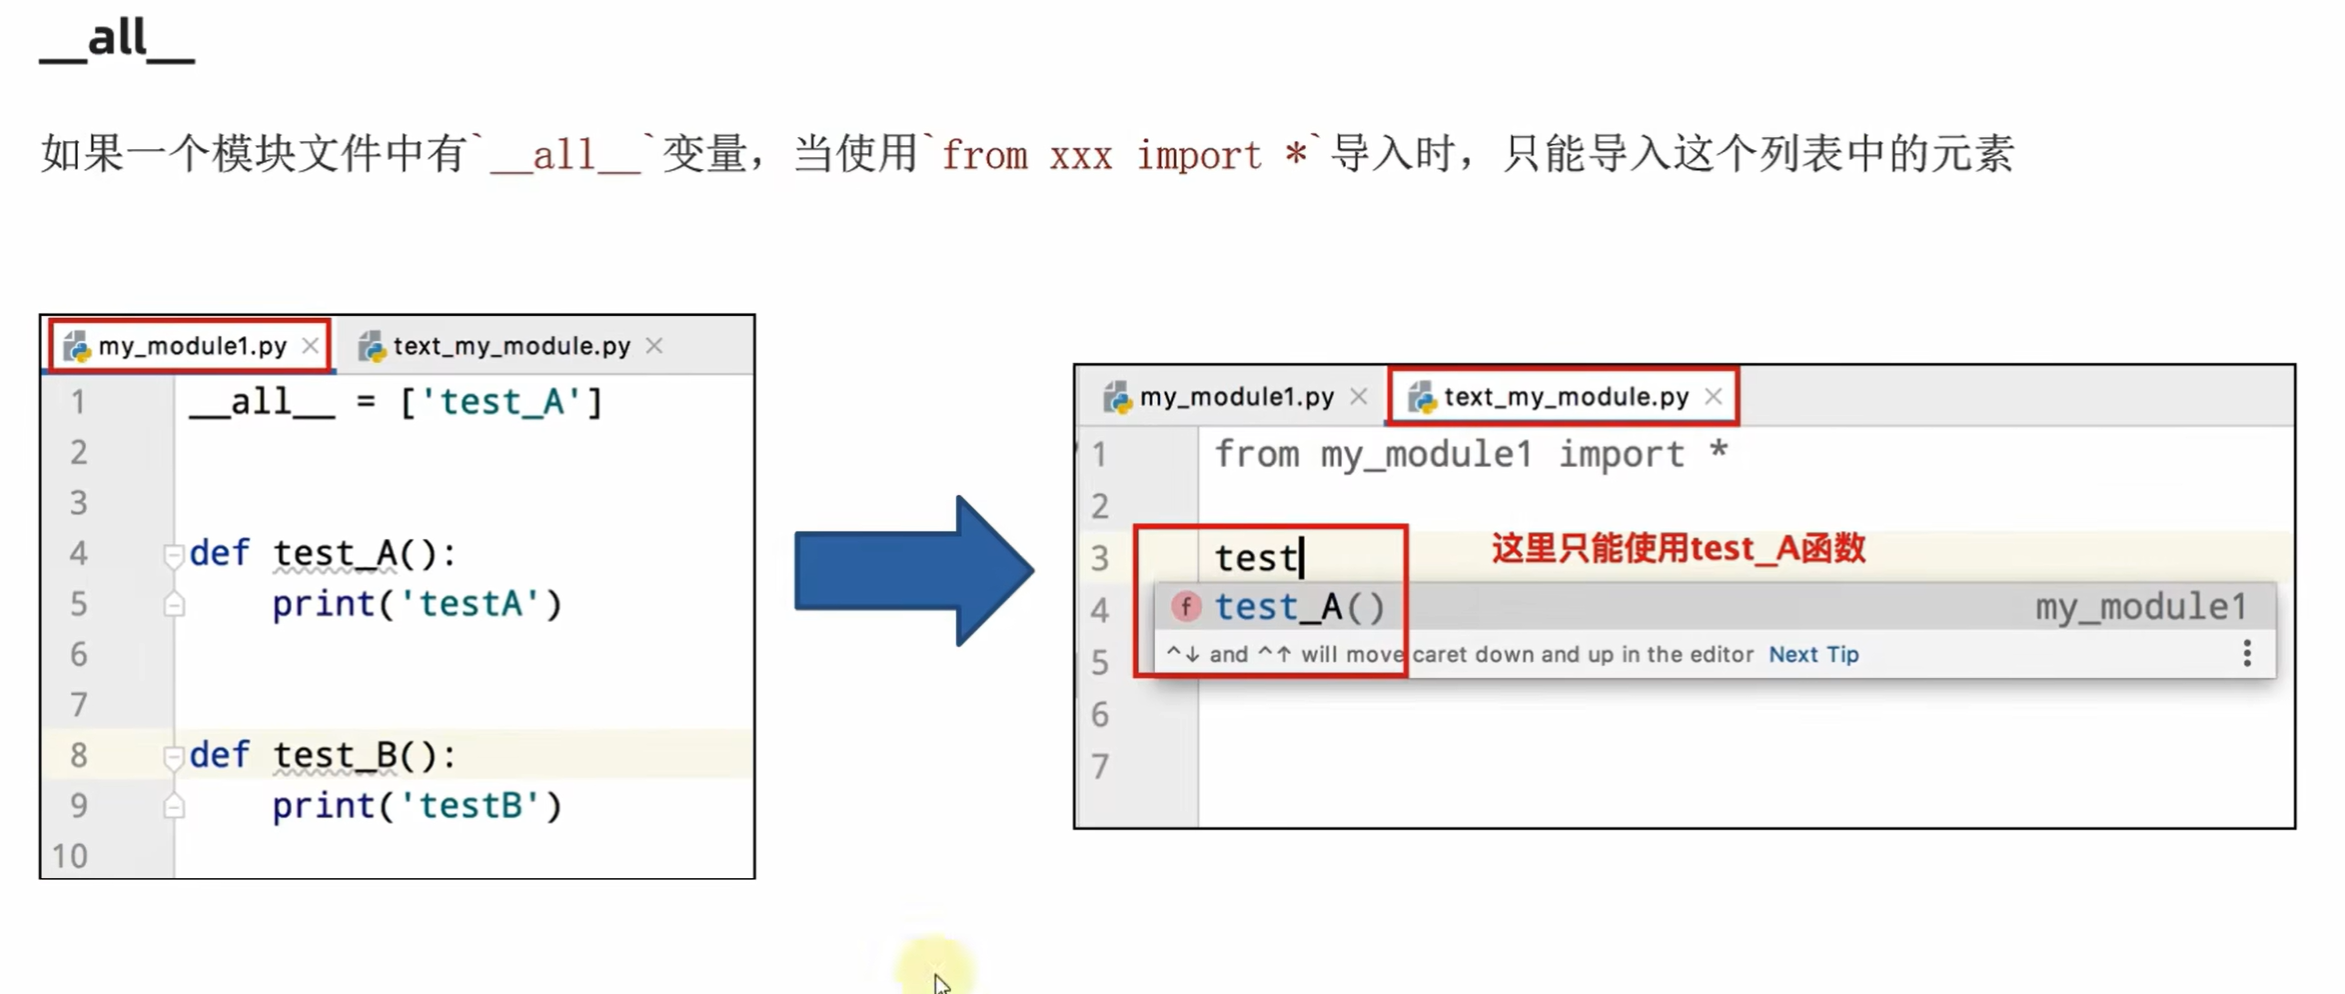 __all__
如果一个模块文件中有`__all__`变量，当使用`from xxx import *`导入时，只能导入这个列表中的元素
my_module1.py × text_my_module.py ×
1 __all__ = ['test_A']
2
3
4 def test_A():
5 print('testA')
6
7
8 def test_B():
9 print('testB')
10
my_module1.py × text_my_module.py ×
1 from my_module1 import *
2
3 test 这里只能使用test_A函数
4 f test_A() my_module1
5 ^↓ and ^↑ will move caret down and up in the editor Next Tip
6
7